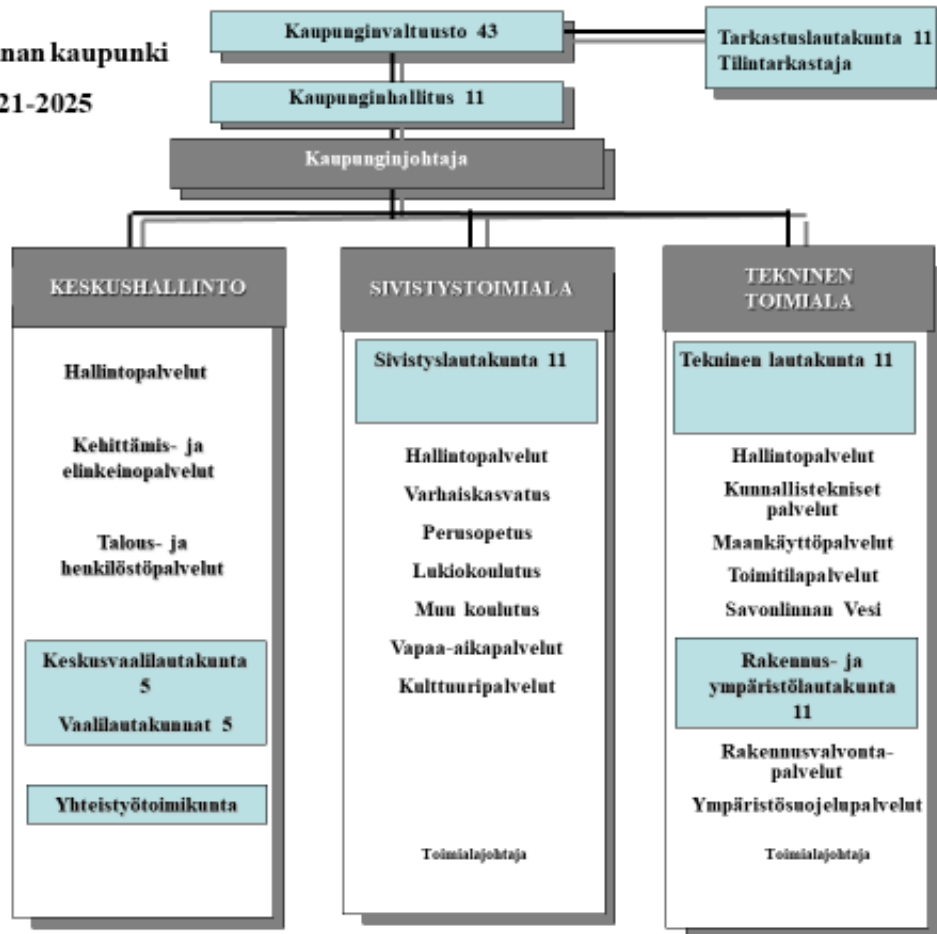 nan kaupunki
21-2025
Kaupunginvaltuusto 43
Tarkastuslautakunta 11
Tilintarkastaja
Kaupunginhallitus 11
Kaupunginjohtaja
KESKUSHALLINTO
Hallintopalvelut
Kehittämis- ja
elinkeinopalvelut
Talous- ja
henkilöstöpalvelut
Keskusvaalilautakunta
5
Vaalilautakunnat 5
Yhteistyötoimikunta
SIVISTYSTOIMIALA
Sivistyslautakunta 11
Hallintopalvelut
Varhaiskasvatus
Perusopetus
Lukiokoulutus
Muu koulutus
Vapaa-aikapalvelut
Kulttuuripalvelut
Toimialajohtaja
TEKNINEN
TOIMIALA
Tekninen lautakunta 11
Hallintopalvelut
Kunnallistekniset
palvelut
Maankäyttöpalvelut
Toimitilapalvelut
Savonlinnan Vesi
Rakennus- ja
ympäristölautakunta
11
Rakennusvalvonta-
palvelut
Ympäristösuojelupalvelut
Toimialajohtaja